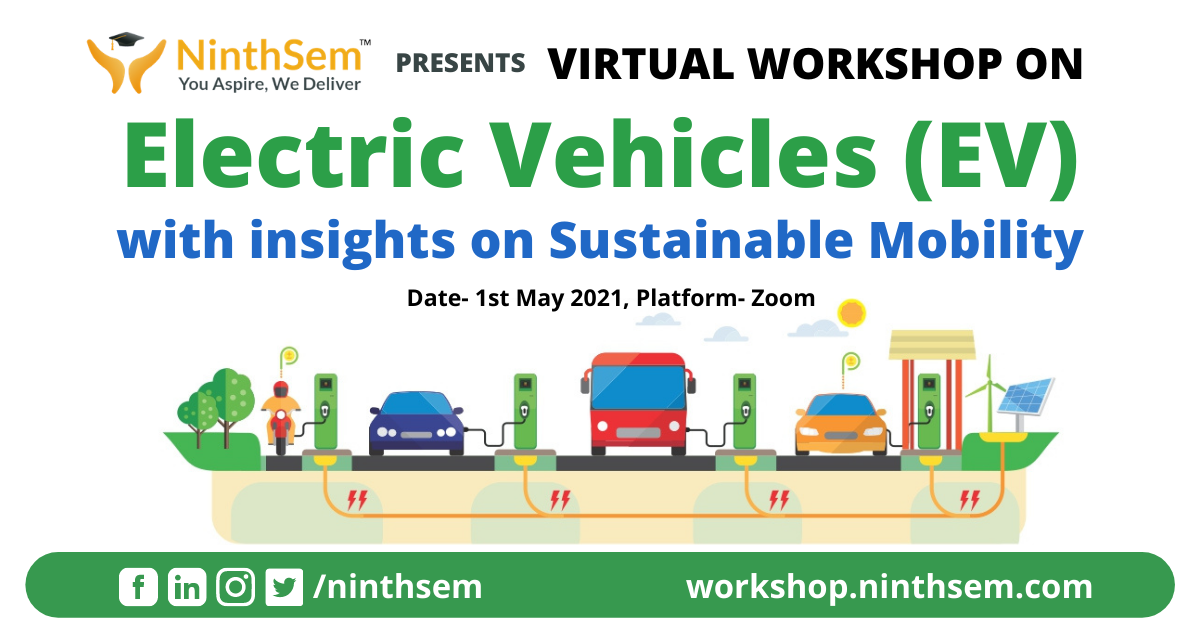 NinthSem™
You Aspire, We Deliver
PRESENTS
VIRTUAL WORKSHOP ON
Electric Vehicles (EV)
with insights on Sustainable Mobility
Date- 1st May 2021, Platform- Zoom
/ninthsem
workshop.ninthsem.com